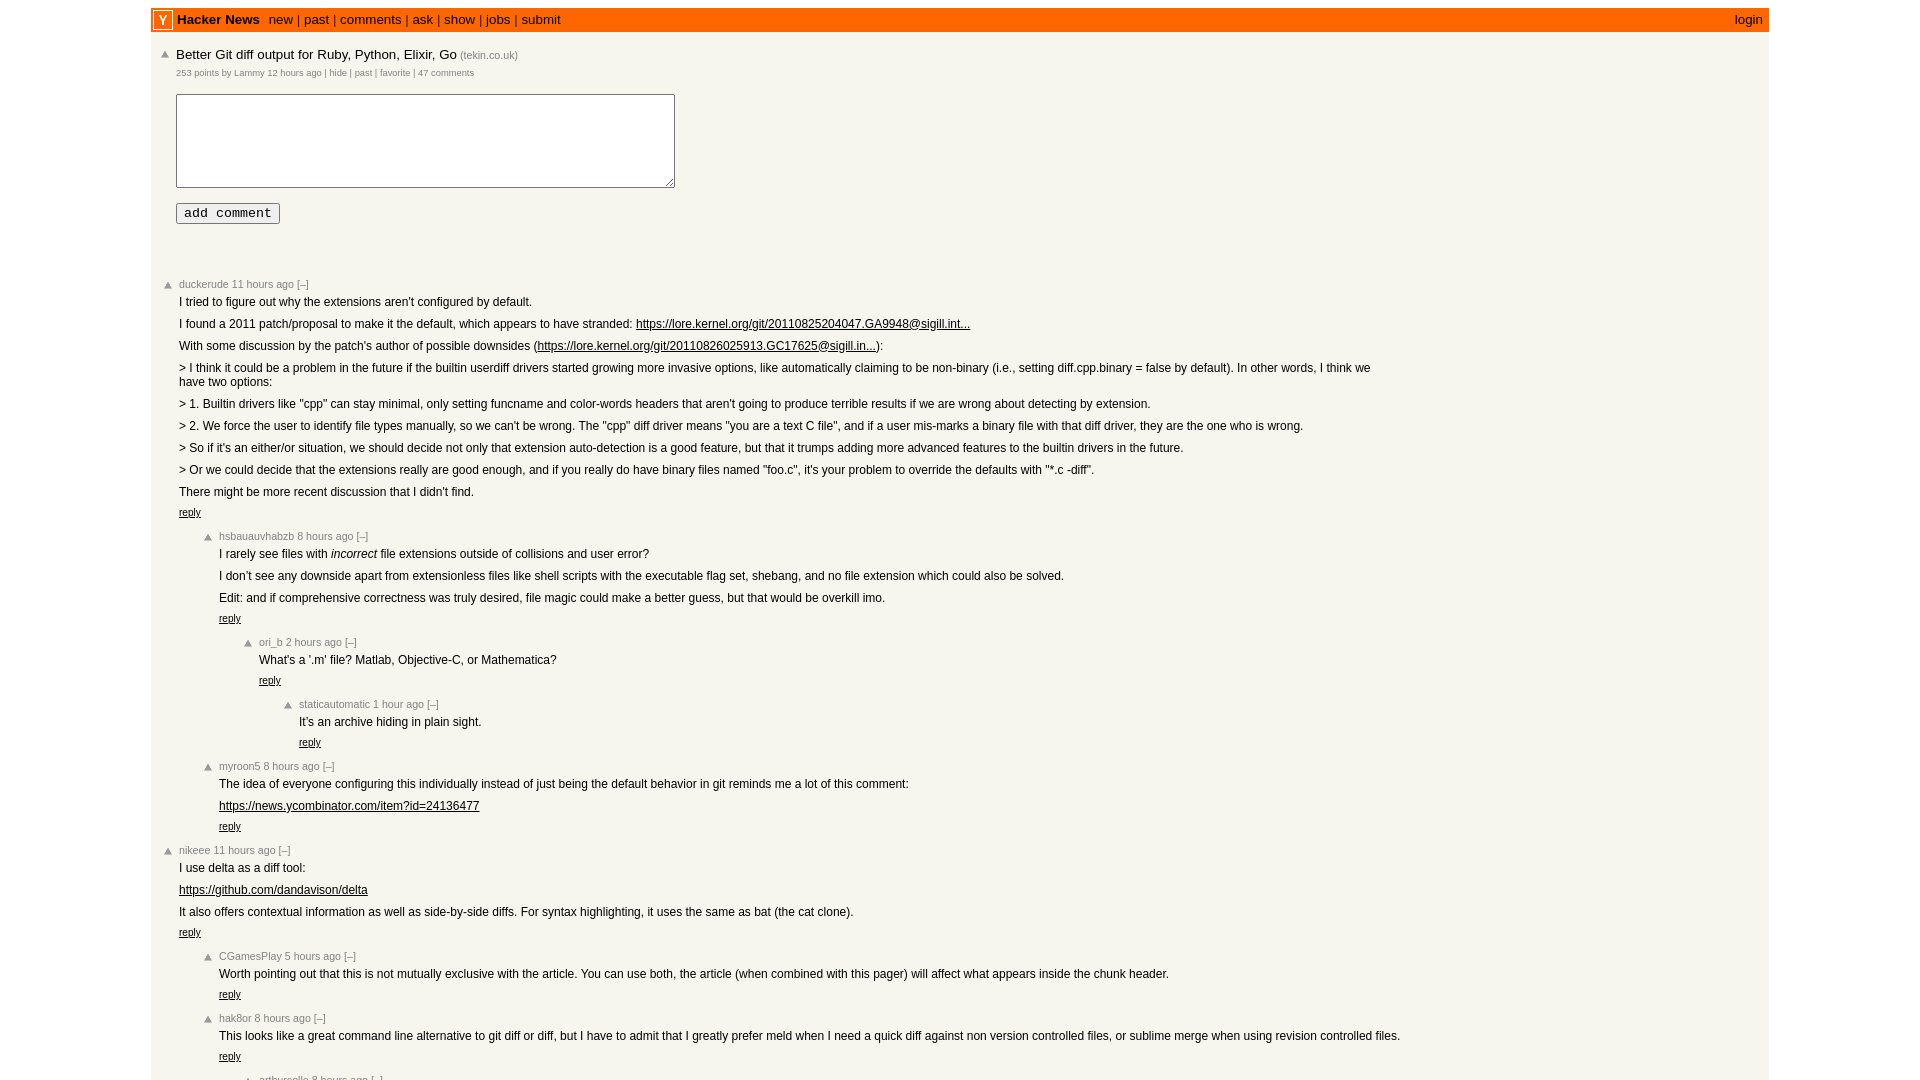 Y Hacker News new | past | comments | ask | show | jobs | submit login
Better Git diff output for Ruby, Python, Elixir, Go (tekin.co.uk)
253 points by Lammy 12 hours ago | hide | past | favorite | 47 comments
add comment
duckerude 11 hours ago [–]
I tried to figure out why the extensions aren't configured by default.
I found a 2011 patch/proposal to make it the default, which appears to have stranded: https://lore.kernel.org/git/20110825204047.GA9948@sigill.int...
With some discussion by the patch's author of possible downsides (https://lore.kernel.org/git/20110826025913.GC17625@sigill.in...):
> I think it could be a problem in the future if the builtin userdiff drivers started growing more invasive options, like automatically claiming to be non-binary (i.e., setting diff.cpp.binary = false by default). In other words, I think we
have two options:
> 1. Builtin drivers like "cpp" can stay minimal, only setting funcname and color-words headers that aren't going to produce terrible results if we are wrong about detecting by extension.
> 2. We force the user to identify file types manually, so we can't be wrong. The "cpp" diff driver means "you are a text C file", and if a user mis-marks a binary file with that diff driver, they are the one who is wrong.
> So if it's an either/or situation, we should decide not only that extension auto-detection is a good feature, but that it trumps adding more advanced features to the builtin drivers in the future.
> Or we could decide that the extensions really are good enough, and if you really do have binary files named "foo.c", it's your problem to override the defaults with "*.c -diff".
There might be more recent discussion that I didn't find.
reply
hsbauauvhabzb 8 hours ago [–]
I rarely see files with incorrect file extensions outside of collisions and user error?
I don’t see any downside apart from extensionless files like shell scripts with the executable flag set, shebang, and no file extension which could also be solved.
Edit: and if comprehensive correctness was truly desired, file magic could make a better guess, but that would be overkill imo.
reply
ori_b 2 hours ago [–]
What's a '.m' file? Matlab, Objective-C, or Mathematica?
reply
staticautomatic 1 hour ago [–]
It’s an archive hiding in plain sight.
reply
myroon5 8 hours ago [–]
The idea of everyone configuring this individually instead of just being the default behavior in git reminds me a lot of this comment:
https://news.ycombinator.com/item?id=24136477
reply
nikeee 11 hours ago [–]
I use delta as a diff tool:
https://github.com/dandavison/delta
It also offers contextual information as well as side-by-side diffs. For syntax highlighting, it uses the same as bat (the cat clone).
reply
CGamesPlay 5 hours ago [–]
Worth pointing out that this is not mutually exclusive with the article. You can use both, the article (when combined with this pager) will affect what appears inside the chunk header.
reply
hak8or 8 hours ago [–]
This looks like a great command line alternative to git diff or diff, but I have to admit that I greatly prefer meld when I need a quick diff against non version controlled files, or sublime merge when using revision controlled files.
reply